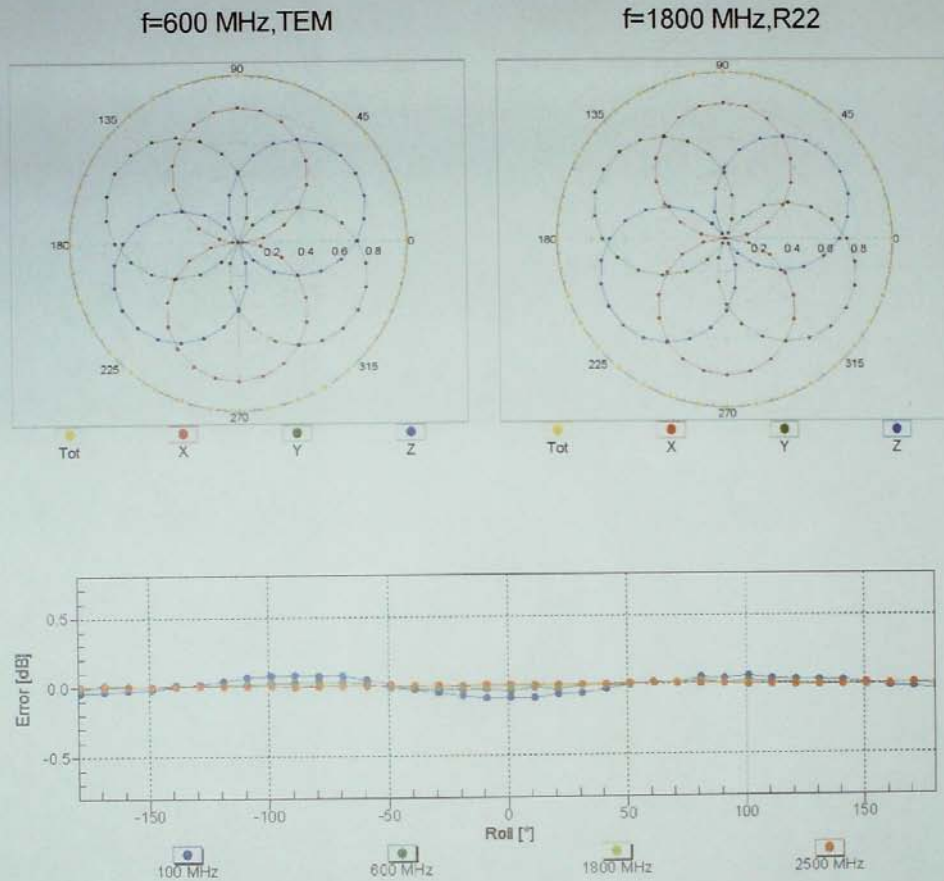 f=600 MHz,TEM
f=1800 MHz,R22
90
135
45
180
0.2
0.4
0.6
0.8
0
225
315
270
Tot
X
Y
Z
90
135
45
180
0.2
0.4
0.6
0.8
0
225
315
270
Tot
X
Y
Z
Error [dB]
0.5
0.0
-0.5
-150
-100
-50
0
50
100
150
Roll [°]
100 MHz
600 MHz
1800 MHz
2500 MHz